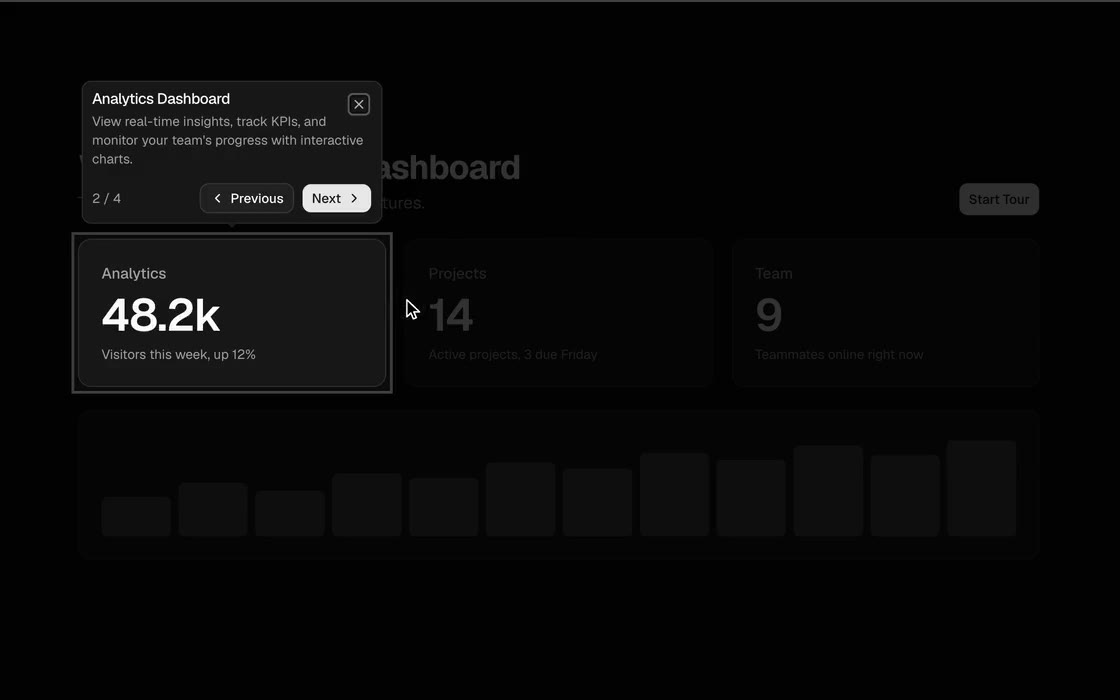 Analytics Dashboard
View real-time insights, track KPIs, and
monitor your team's progress with interactive
charts.
2 / 4
Previous
Next
Start Tour
Analytics
48.2k
Visitors this week, up 12%
Projects
14
Active projects, 3 due Friday
Team
9
Teammates online right now